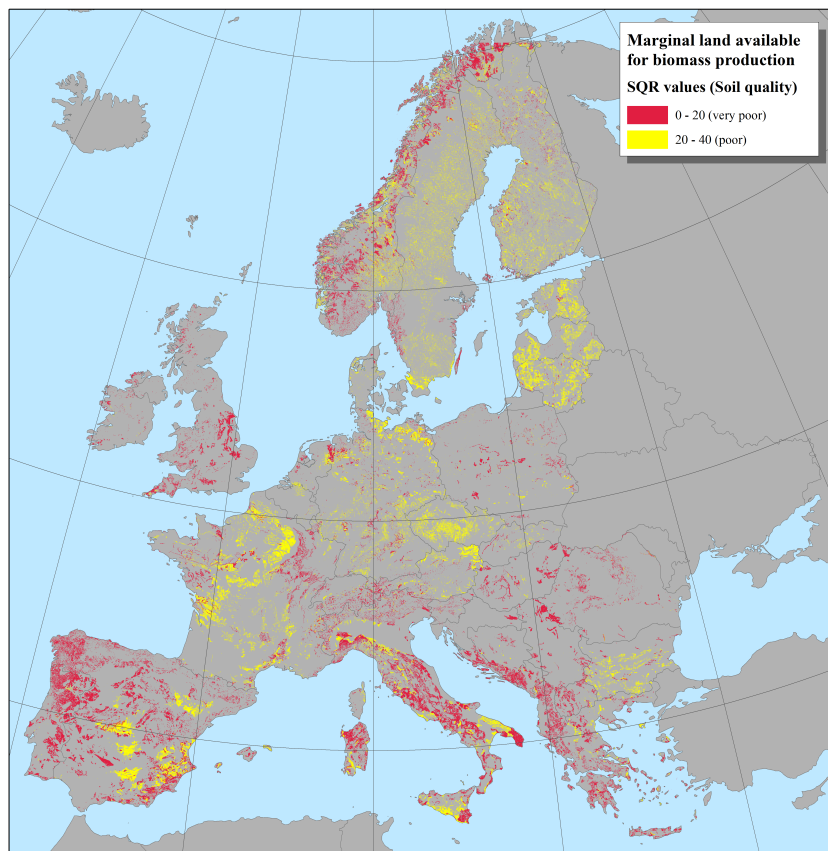 Marginal land available
for biomass production
SQR values (Soil quality)
0 - 20 (very poor)
20 - 40 (poor)